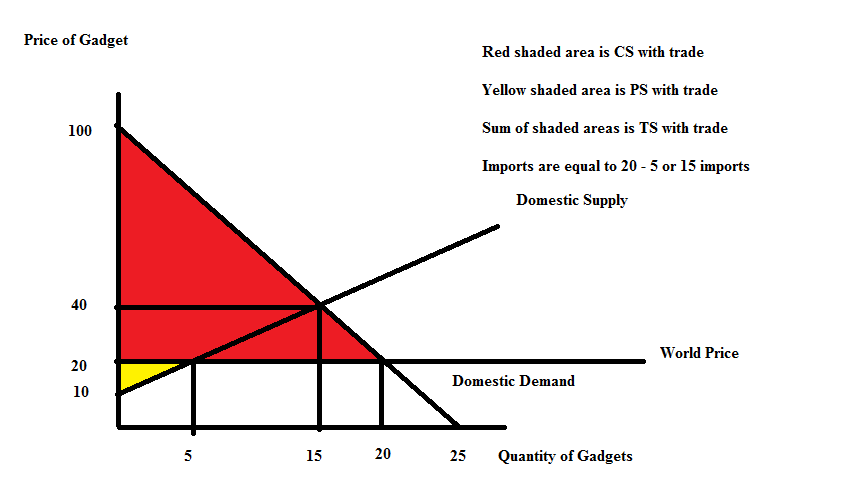 Price of Gadget
Red shaded area is CS with trade
Yellow shaded area is PS with trade
Sum of shaded areas is TS with trade
Imports are equal to 20 - 5 or 15 imports
Domestic Supply
100
40
20
10
World Price
Domestic Demand
5
15
20
25
Quantity of Gadgets